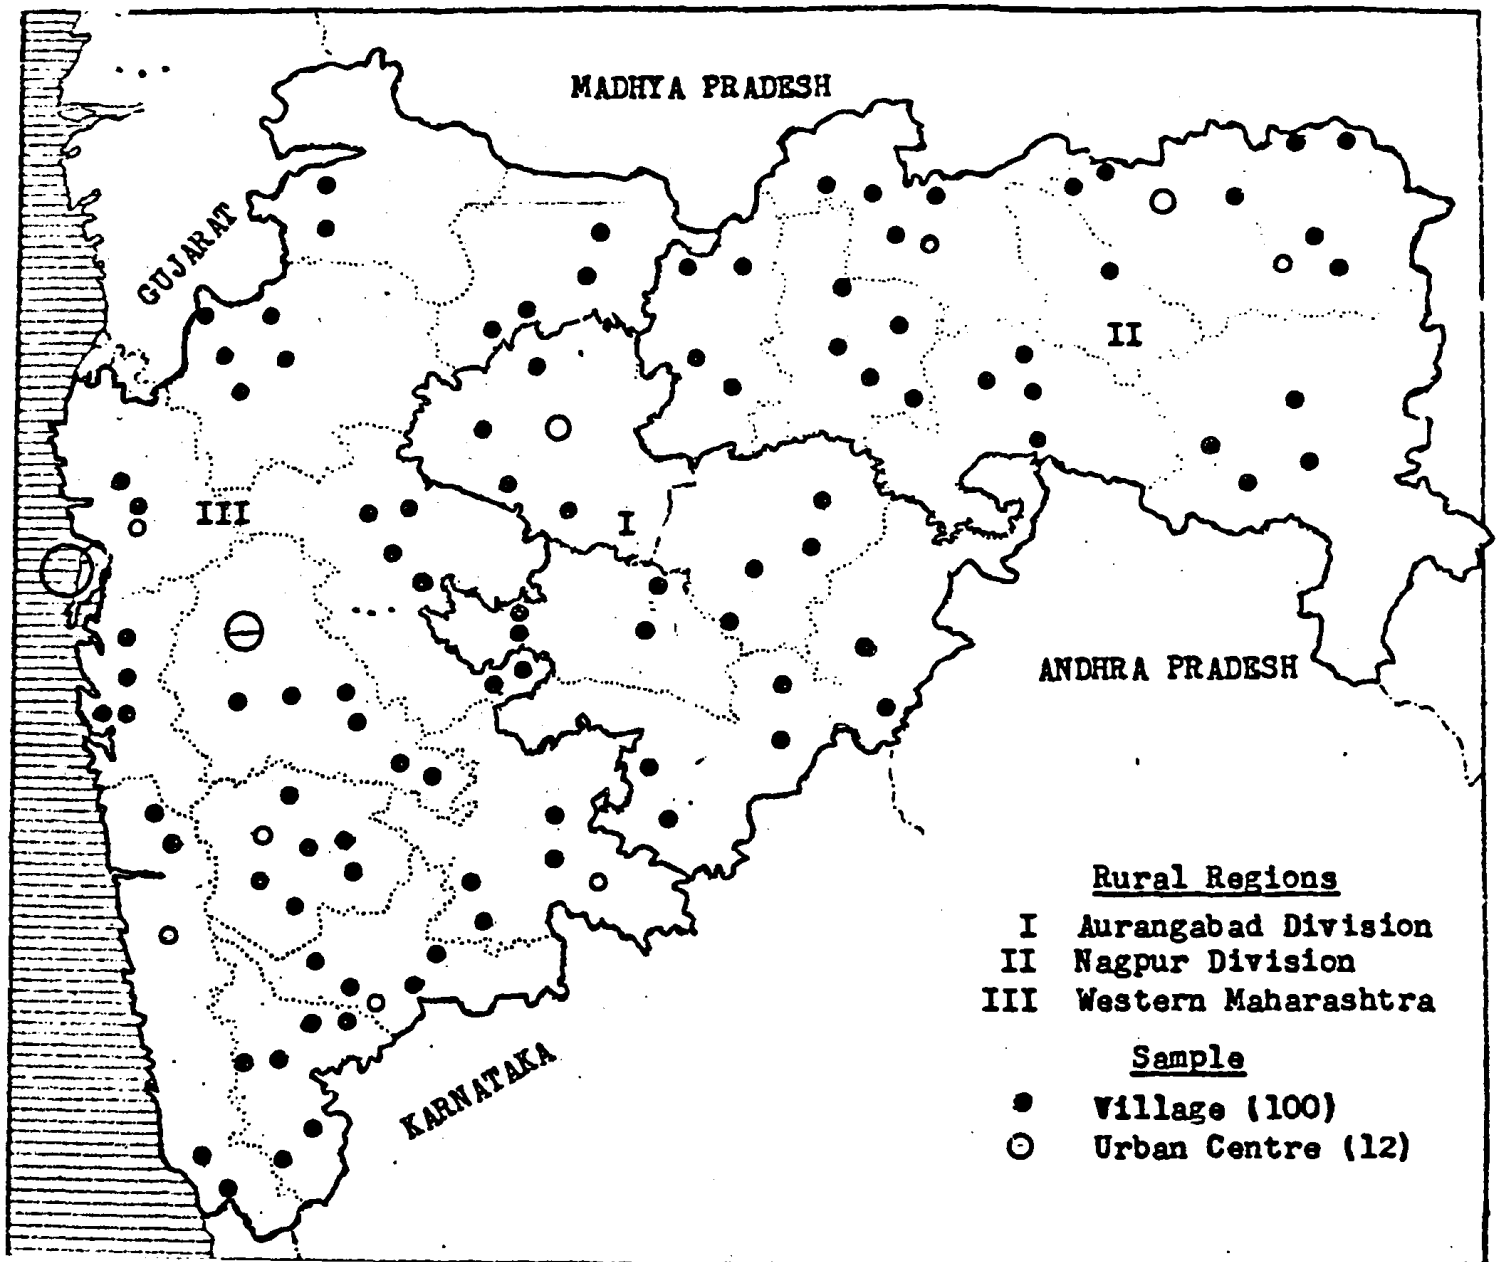 MADHYA PRADESH
GUJARAT
II
III
I
ANDHRA PRADESH
KARNATAKA
Rural Regions
I Aurangabad Division
II Nagpur Division
III Western Maharashtra
Sample
Village (100)
Urban Centre (12)